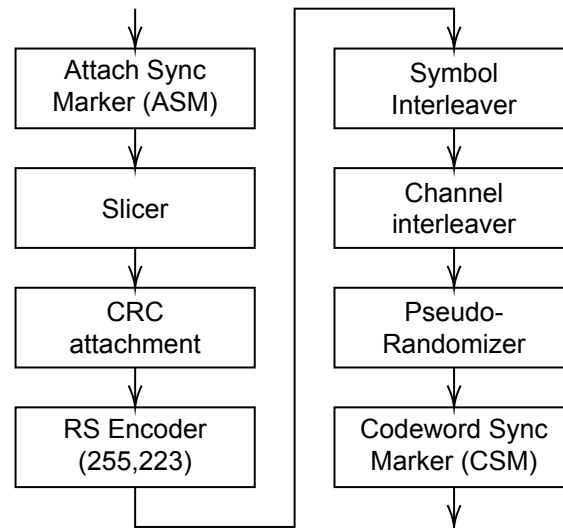 Attach Sync
Marker (ASM)
Slicer
CRC
attachment
RS Encoder
(255,223)
Symbol
Interleaver
Channel
interleaver
Pseudo-
Randomizer
Codeword Sync
Marker (CSM)